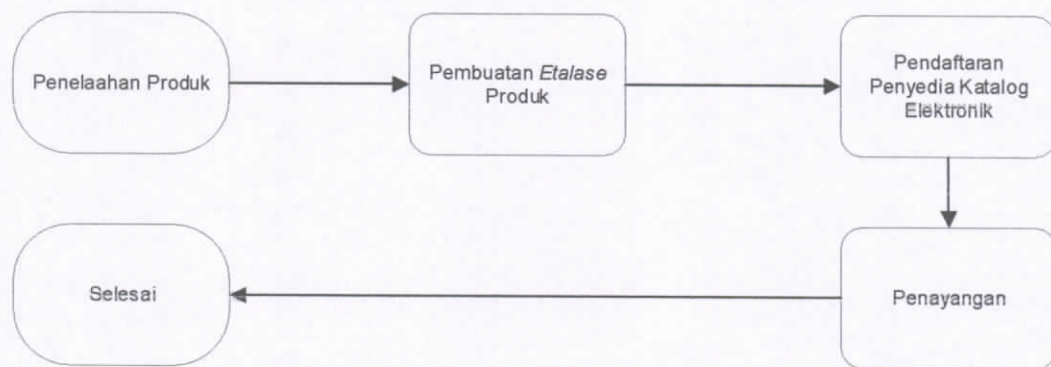 Penelaahan Produk
Pembuatan Etalase
Produk
Pendaftaran
Penyedia Katalog
Elektronik
Penayangan
Selesai